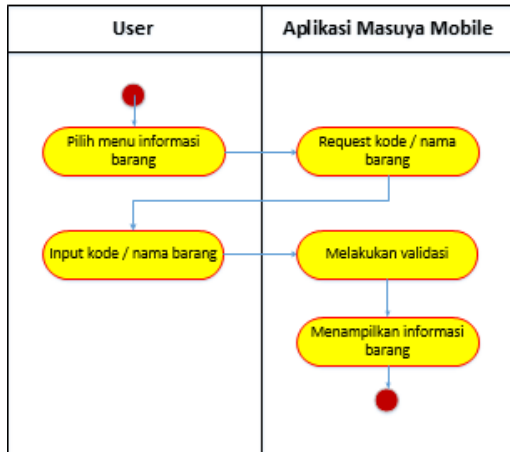 User
Aplikasi Masuya Mobile
Pilih menu informasi
barang
Request kode / nama
barang
Input kode / nama barang
Melakukan validasi
Menampilkan informasi
barang